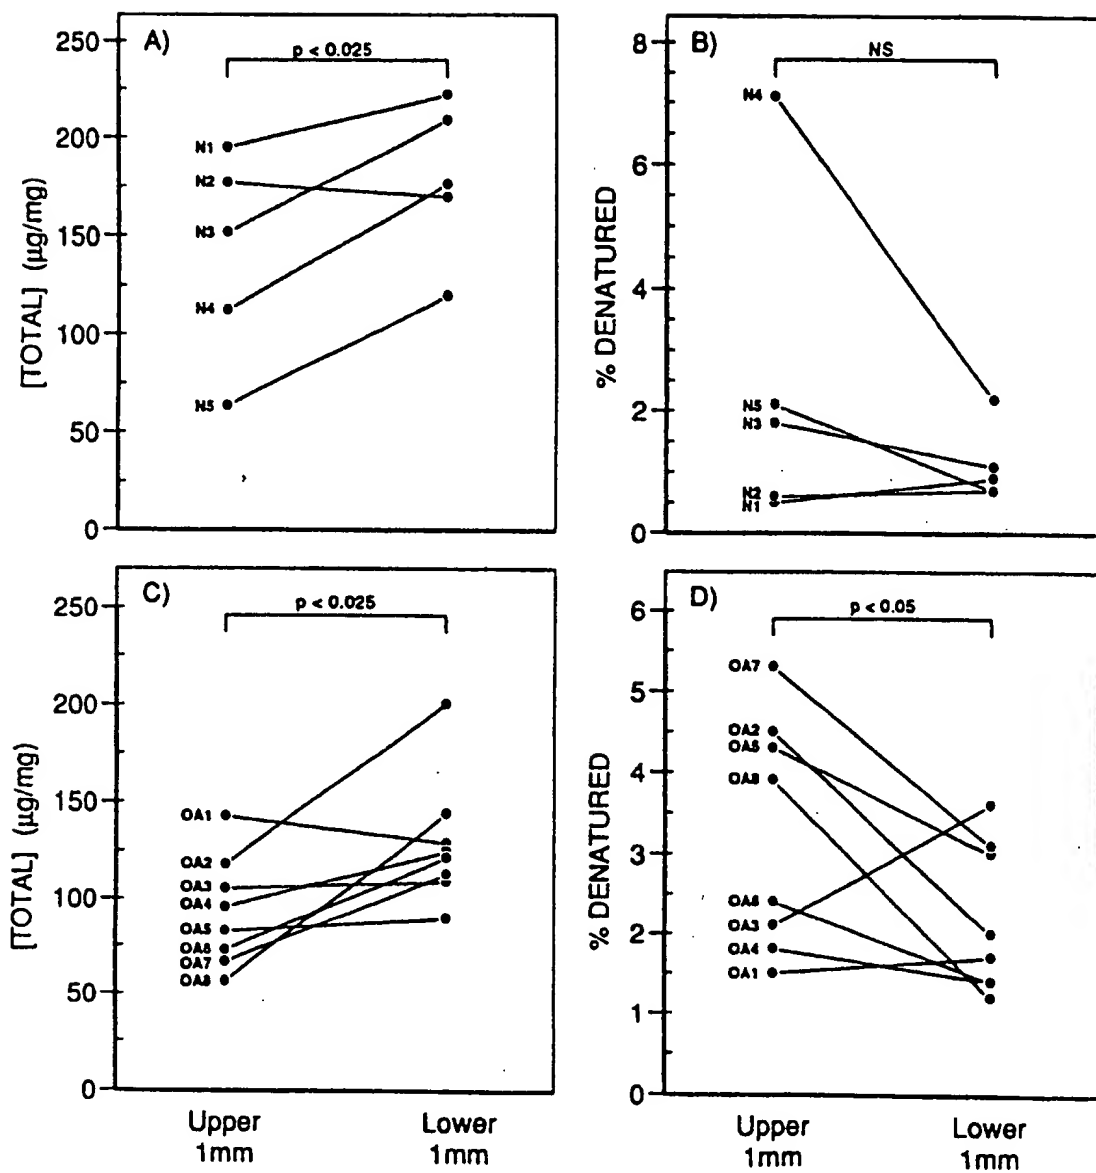 A)
p < 0.025
[TOTAL] (µg/mg)
250
200
150
100
50
0
N1
N2
N3
N4
N5
B)
NS
% DENATURED
8
6
4
2
0
N4
N5
N3
N2
N1
C)
p < 0.025
[TOTAL] (µg/mg)
250
200
150
100
50
0
OA1
OA2
OA3
OA4
OA5
OA6
OA7
OA8
Upper
1mm
Lower
1mm
D)
p < 0.05
% DENATURED
6
5
4
3
2
1
0
OA7
OA2
OA5
OA8
OA6
OA3
OA4
OA1
Upper
1mm
Lower
1mm